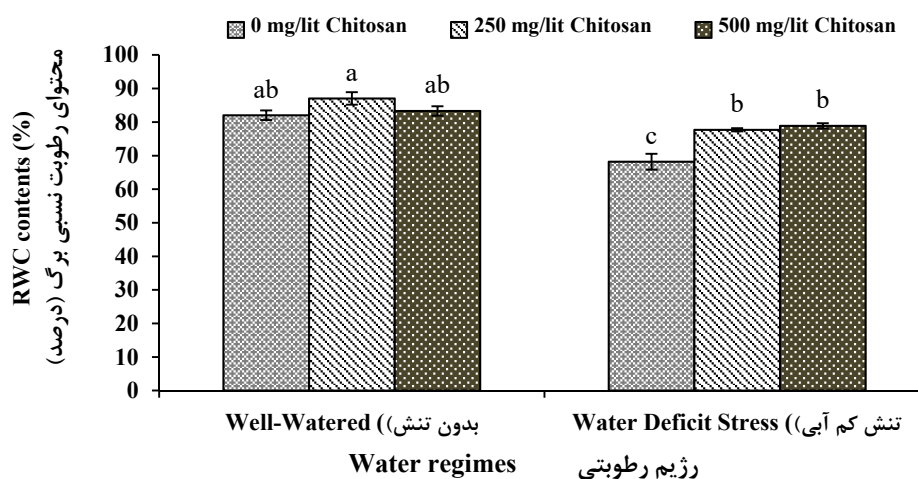 0 mg/lit Chitosan 250 mg/lit Chitosan 500 mg/lit Chitosan
RWC contents (%)
محتوای رطوبت نسبی برگ (درصد)
100
90
80
70
60
50
40
30
20
10
0
ab a ab c b b
Well-Watered ((بدون تنش Water Deficit Stress ((تنش کم آبی
Water regimes رژیم رطوبتی